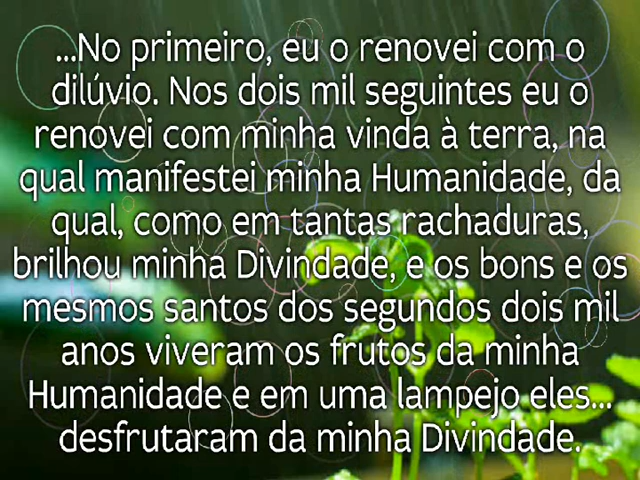 ...No primeiro, eu o renovei com o
dilúvio. Nos dois mil seguintes eu o
renovei com minha vinda à terra, na
qual manifestei minha Humanidade, da
qual, como em tantas rachaduras,
brilhou minha Divindade, e os bons e os
mesmos santos dos segundos dois mil
anos viveram os frutos da minha
Humanidade e em uma lampejo eles...
desfrutaram da minha Divindade.